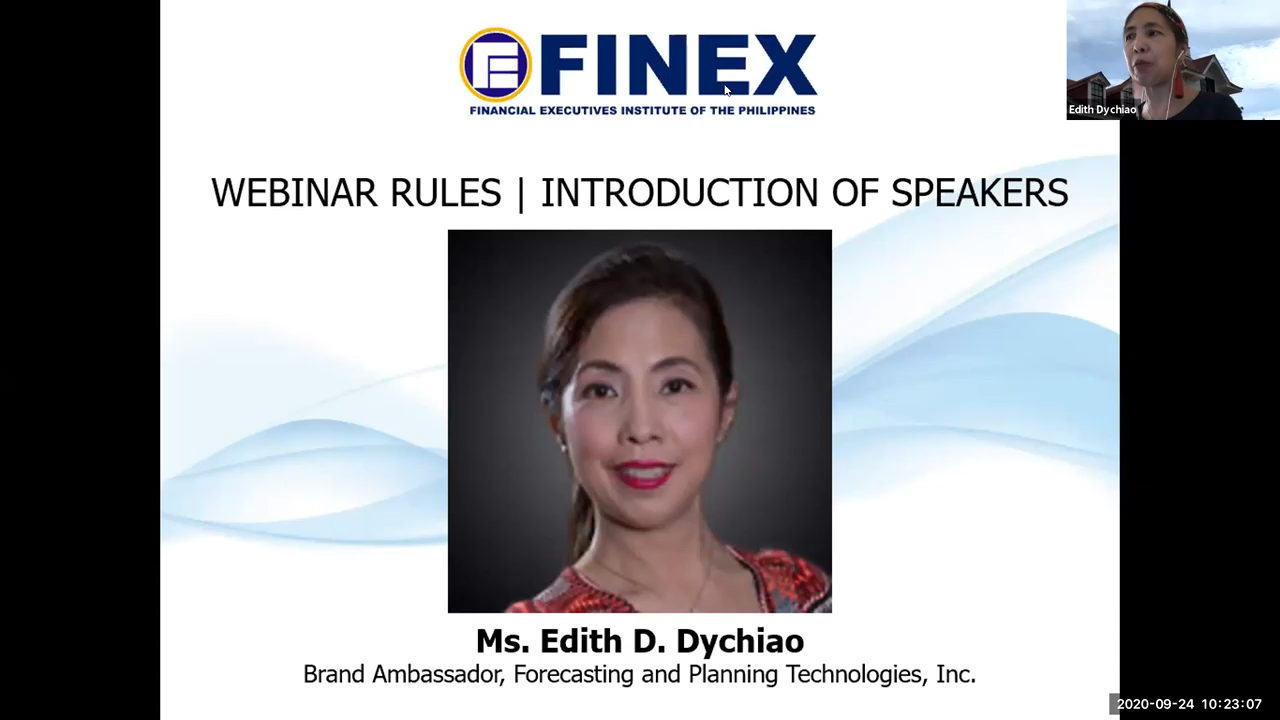 FINEX
FINANCIAL EXECUTIVES INSTITUTE OF THE PHILIPPINES
Edith Dychiao
WEBINAR RULES | INTRODUCTION OF SPEAKERS
Ms. Edith D. Dychiao
Brand Ambassador, Forecasting and Planning Technologies, Inc.
2020-09-24 10:23:07